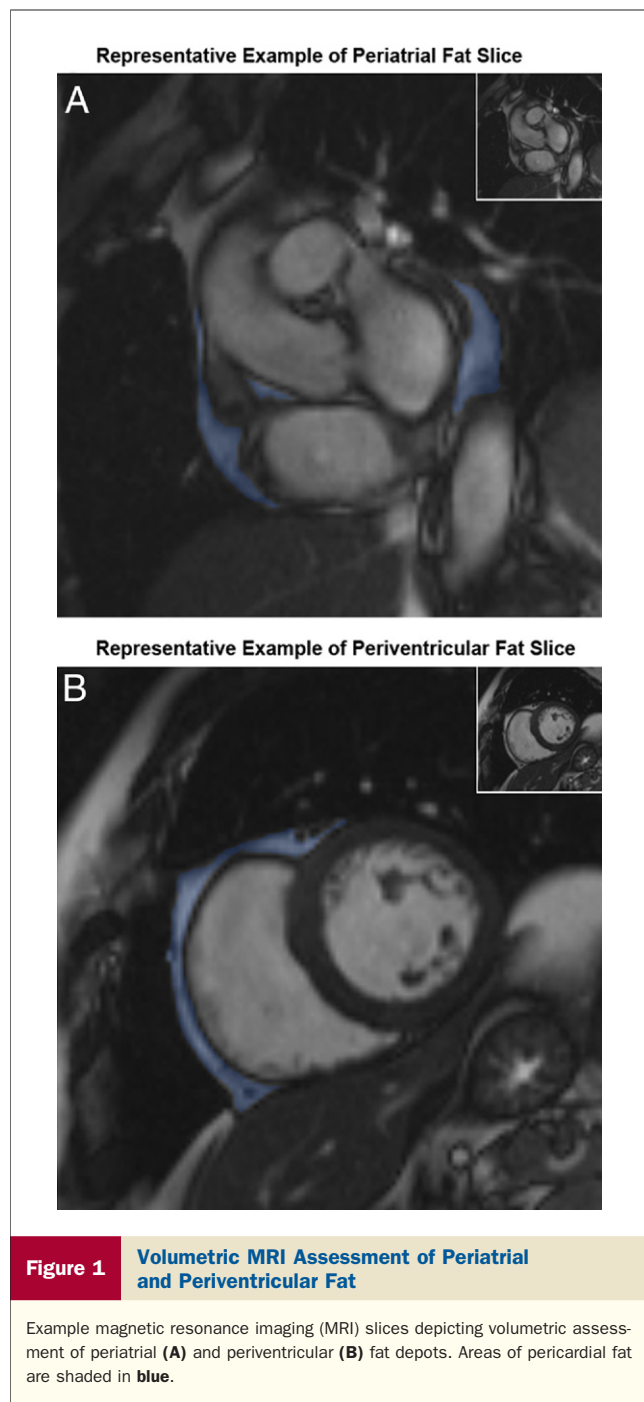 Representative Example of Periatrial Fat Slice
A
Representative Example of Periventricular Fat Slice
B
Figure 1
Volumetric MRI Assessment of Periatrial
and Periventricular Fat
Example magnetic resonance imaging (MRI) slices depicting volumetric assess-
ment of periatrial (A) and periventricular (B) fat depots. Areas of pericardial fat
are shaded in blue.